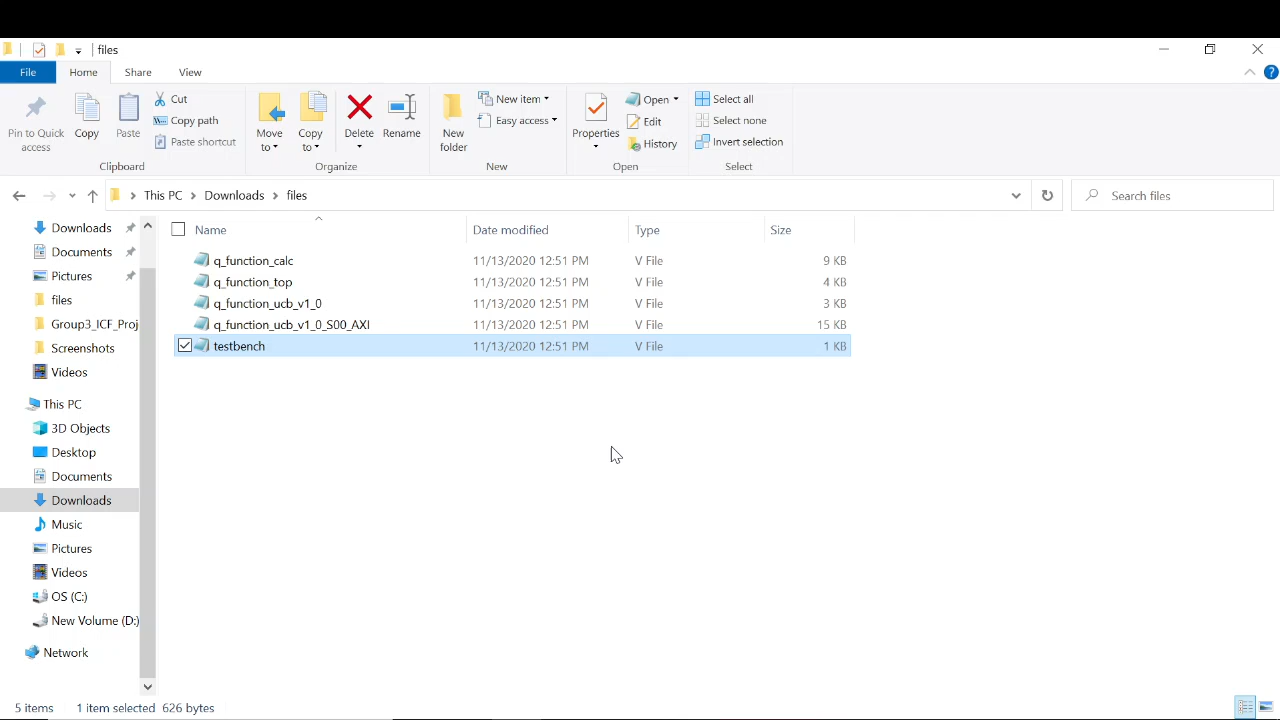 files
File Home Share View
Pin to Quick access
Copy
Paste
Cut
Copy path
Paste shortcut
Clipboard
Move to
Copy to
Delete
Rename
Organize
New folder
New item
Easy access
New
Properties
Open
Edit
History
Open
Select all
Select none
Invert selection
Select
This PC > Downloads > files
Search files
Downloads
Documents
Pictures
files
Group3_ICF_Proj
Screenshots
Videos
This PC
3D Objects
Desktop
Documents
Downloads
Music
Pictures
Videos
OS (C:)
New Volume (D:)
Network
Name Date modified Type Size
q_function_calc 11/13/2020 12:51 PM V File 9 KB
q_function_top 11/13/2020 12:51 PM V File 4 KB
q_function_ucb_v1_0 11/13/2020 12:51 PM V File 3 KB
q_function_ucb_v1_0_S00_AXI 11/13/2020 12:51 PM V File 15 KB
testbench 11/13/2020 12:51 PM V File 1 KB
5 items 1 item selected 626 bytes